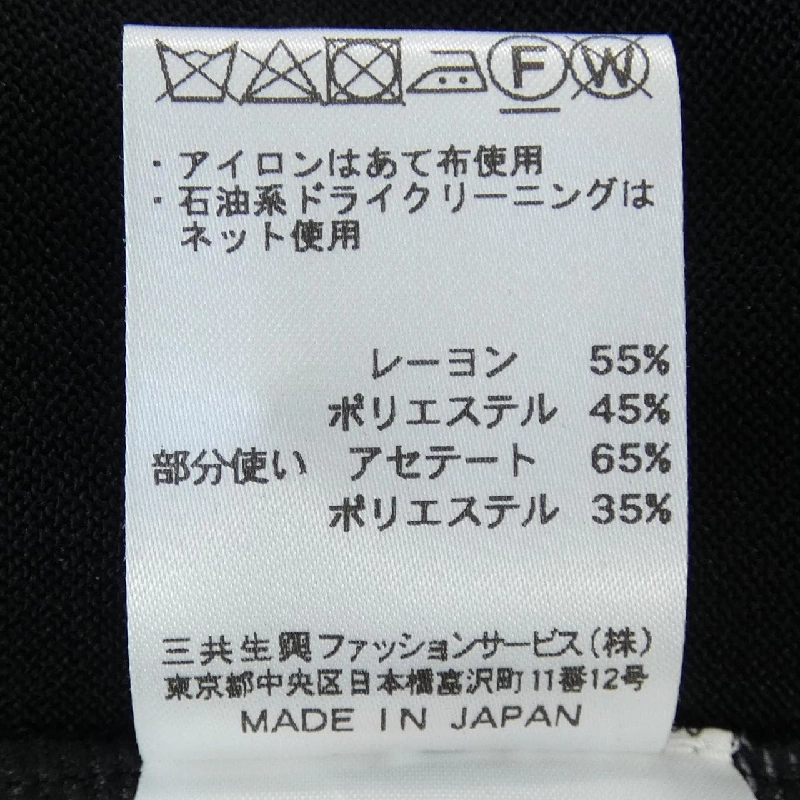 F W
・アイロンはあて布使用
・石油系ドライクリーニングは
ネット使用
レーヨン 55%
ポリエステル 45%
部分使い アセテート 65%
ポリエステル 35%
三共生興ファッションサービス(株)
東京都中央区日本橋富沢町11番12号
MADE IN JAPAN